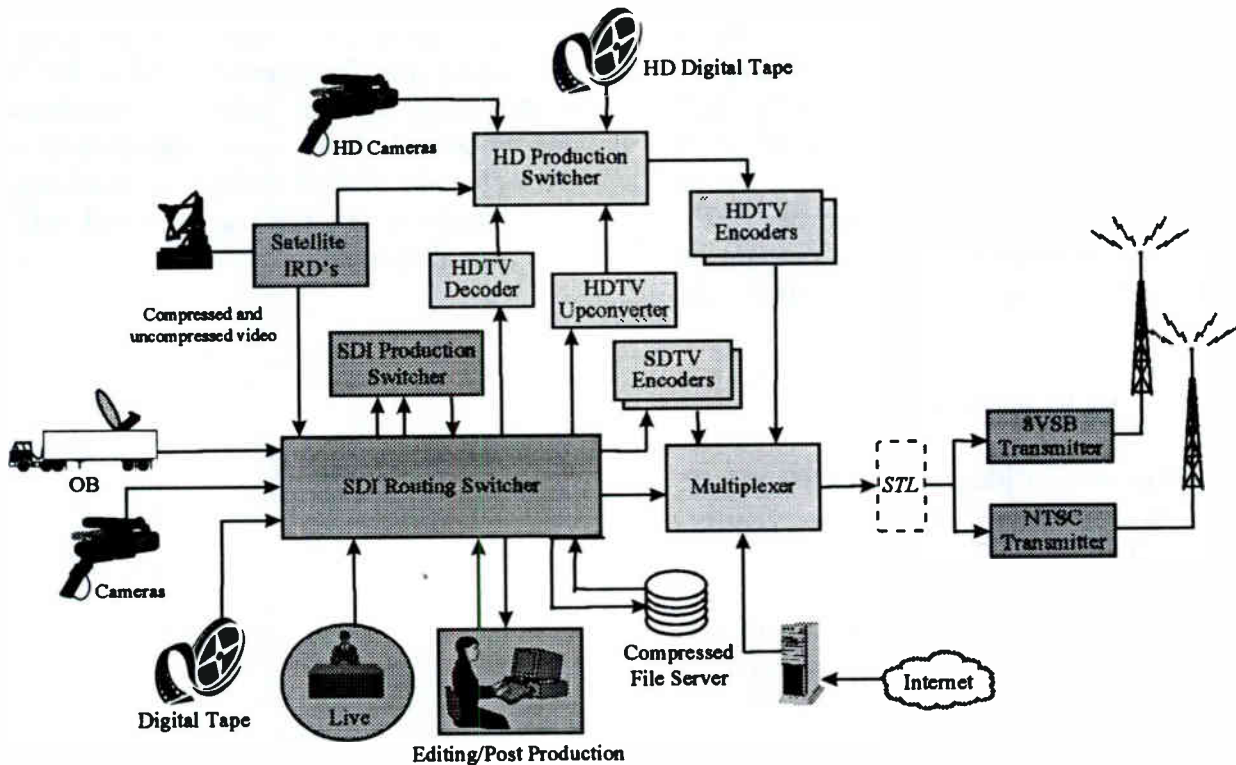 HD Digital Tape
HD Cameras
HD Production
Switcher
HDTV
Encoders
Satellite
IRD's
HDTV
Decoder
HDTV
Upconverter
Compressed and
uncompressed video
SDI Production
Switcher
SDTV
Encoders
8VSB
Transmitter
OB
SDI Routing Switcher
Multiplexer
STL
NTSC
Transmitter
Cameras
Compressed
File Server
Internet
Digital Tape
Live
Editing/Post Production